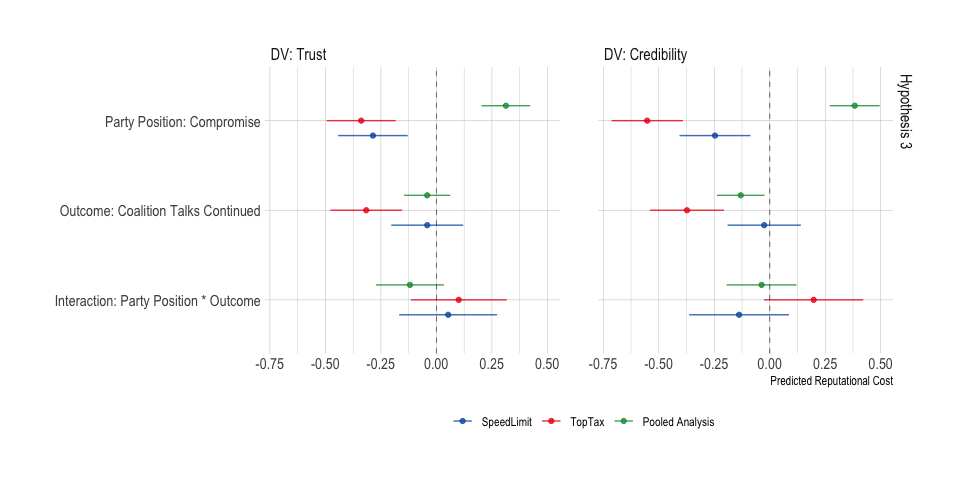 DV: Trust
DV: Credibility
Hypothesis 3
Party Position: Compromise
Outcome: Coalition Talks Continued
Interaction: Party Position * Outcome
-0.75 -0.50 -0.25 0.00 0.25 0.50
-0.75 -0.50 -0.25 0.00 0.25 0.50
Predicted Reputational Cost
SpeedLimit TopTax Pooled Analysis